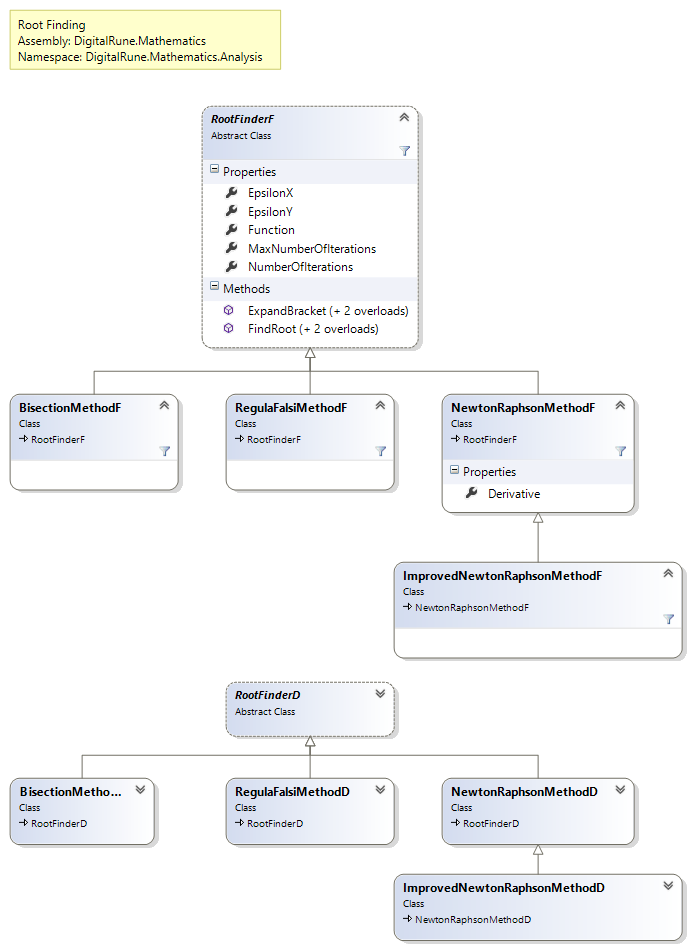 Root Finding
Assembly: DigitalRune.Mathematics
Namespace: DigitalRune.Mathematics.Analysis
RootFinderF
Abstract Class
Properties
EpsilonX
EpsilonY
Function
MaxNumberOfIterations
NumberOfIterations
Methods
ExpandBracket (+ 2 overloads)
FindRoot (+ 2 overloads)
BisectionMethodF
Class
RootFinderF
RegulaFalsiMethodF
Class
RootFinderF
NewtonRaphsonMethodF
Class
RootFinderF
Properties
Derivative
ImprovedNewtonRaphsonMethodF
Class
NewtonRaphsonMethodF
RootFinderD
Abstract Class
BisectionMetho...
Class
RootFinderD
RegulaFalsiMethodD
Class
RootFinderD
NewtonRaphsonMethodD
Class
RootFinderD
ImprovedNewtonRaphsonMethodD
Class
NewtonRaphsonMethodD